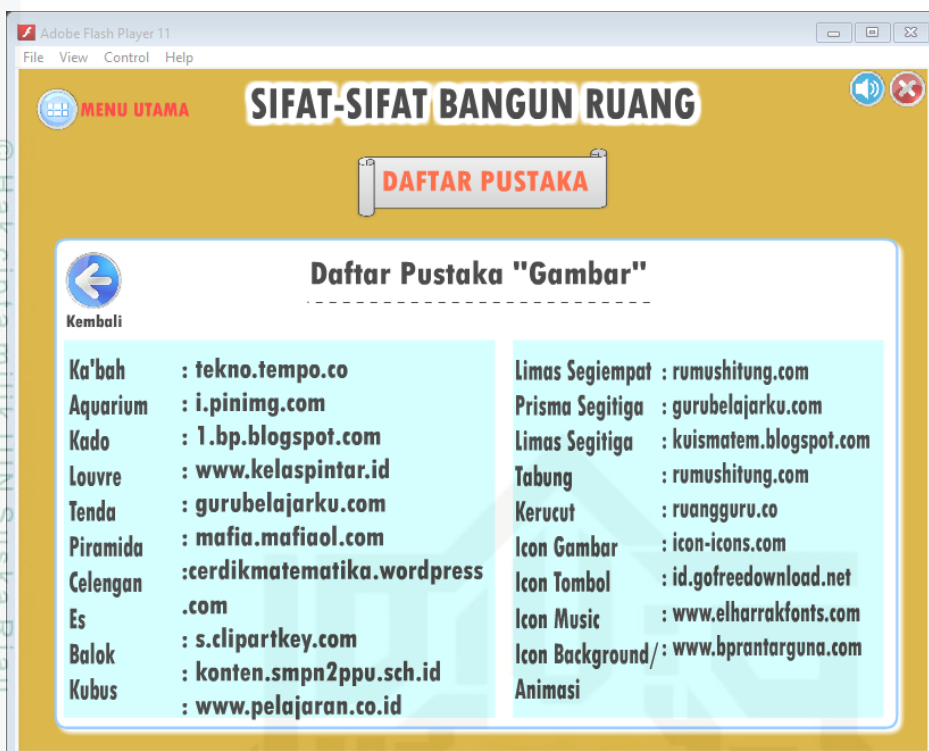 Adobe Flash Player 11
File View Control Help
MENU UTAMA
SIFAT-SIFAT BANGUN RUANG
DAFTAR PUSTAKA
Daftar Pustaka "Gambar"
Kembali
Ka'bah : tekno.tempo.co
Aquarium : i.pinimg.com
Kado : 1.bp.blogspot.com
Louvre : www.kelaspintar.id
Tenda : gurubelajarku.com
Piramida : mafia.mafiaol.com
Celengan :cerdikmatematika.wordpress
Es .com
Balok : s.clipartkey.com
Kubus : konten.smpn2ppu.sch.id
: www.pelajaran.co.id
Limas Segiempat : rumushitung.com
Prisma Segitiga : gurubelajarku.com
Limas Segitiga : kuismatem.blogspot.com
Tabung : rumushitung.com
Kerucut : ruangguru.co
Icon Gambar : icon-icons.com
Icon Tombol : id.gofreedownload.net
Icon Music : www.elharrakfonts.com
Icon Background/ : www.bprantarguna.com
Animasi